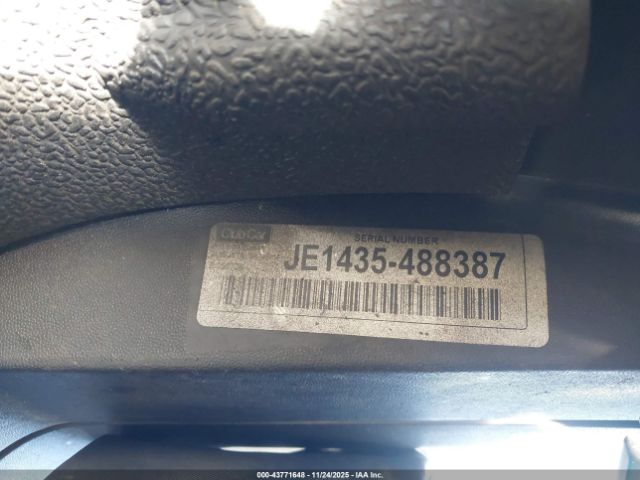 SERIAL NUMBER
JE1435-488387
000-43771648 - 11/24/2025 - IAA Inc.